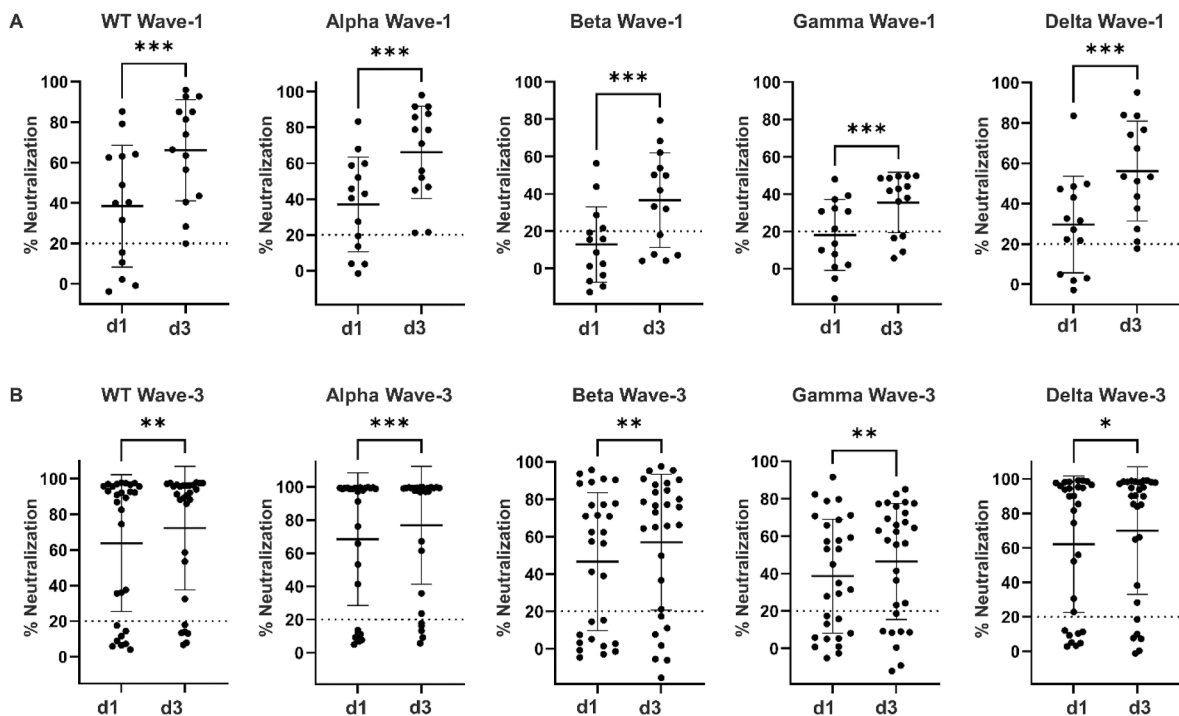 A
WT Wave-1
Alpha Wave-1
Beta Wave-1
Gamma Wave-1
Delta Wave-1
***
***
***
***
***
% Neutralization
100
80
60
40
20
0
d1 d3
% Neutralization
100
80
60
40
20
0
d1 d3
% Neutralization
100
80
60
40
20
0
d1 d3
% Neutralization
100
80
60
40
20
0
d1 d3
% Neutralization
100
80
60
40
20
0
d1 d3
B
WT Wave-3
Alpha Wave-3
Beta Wave-3
Gamma Wave-3
Delta Wave-3
**
***
**
**
*
% Neutralization
100
80
60
40
20
0
d1 d3
% Neutralization
100
80
60
40
20
0
d1 d3
% Neutralization
100
80
60
40
20
0
d1 d3
% Neutralization
100
80
60
40
20
0
d1 d3
% Neutralization
100
80
60
40
20
0
d1 d3